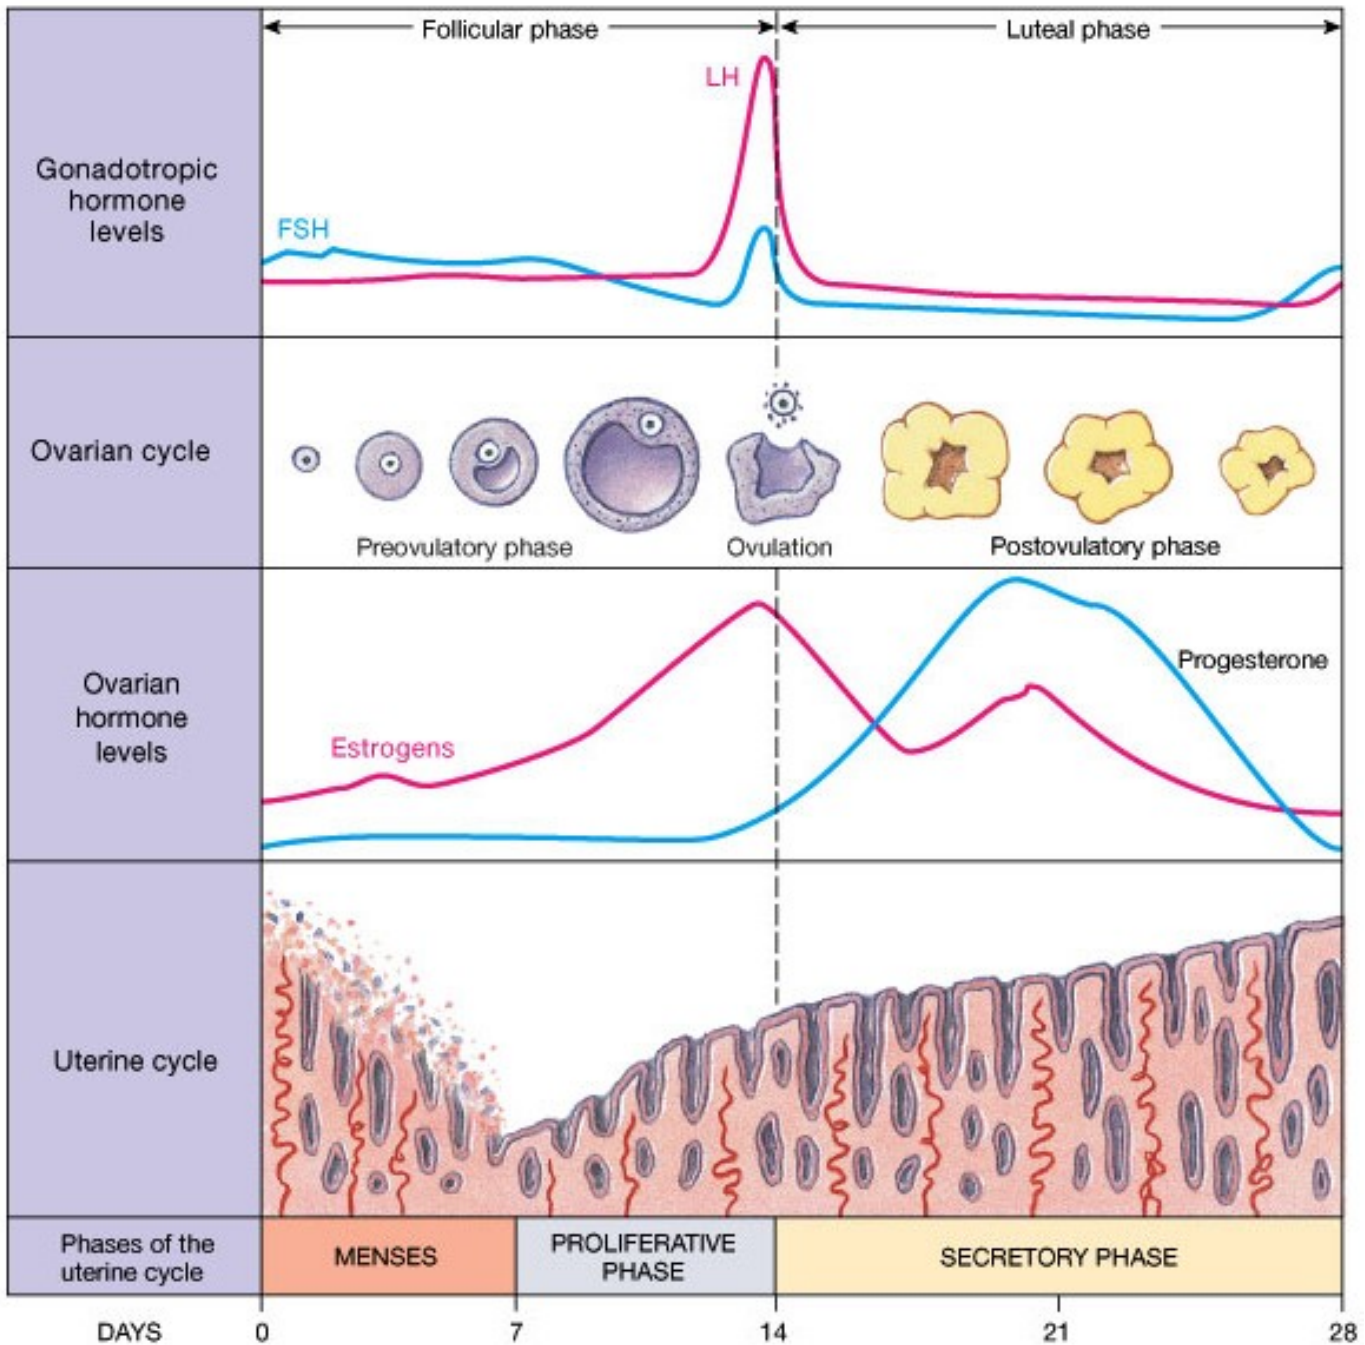 Follicular phase
Luteal phase
Gonadotropic
hormone
levels
LH
FSH
Ovarian cycle
Preovulatory phase
Ovulation
Postovulatory phase
Ovarian
hormone
levels
Estrogens
Progesterone
Uterine cycle
Phases of the
uterine cycle
MENSES
PROLIFERATIVE
PHASE
SECRETORY PHASE
DAYS
0
7
14
21
28